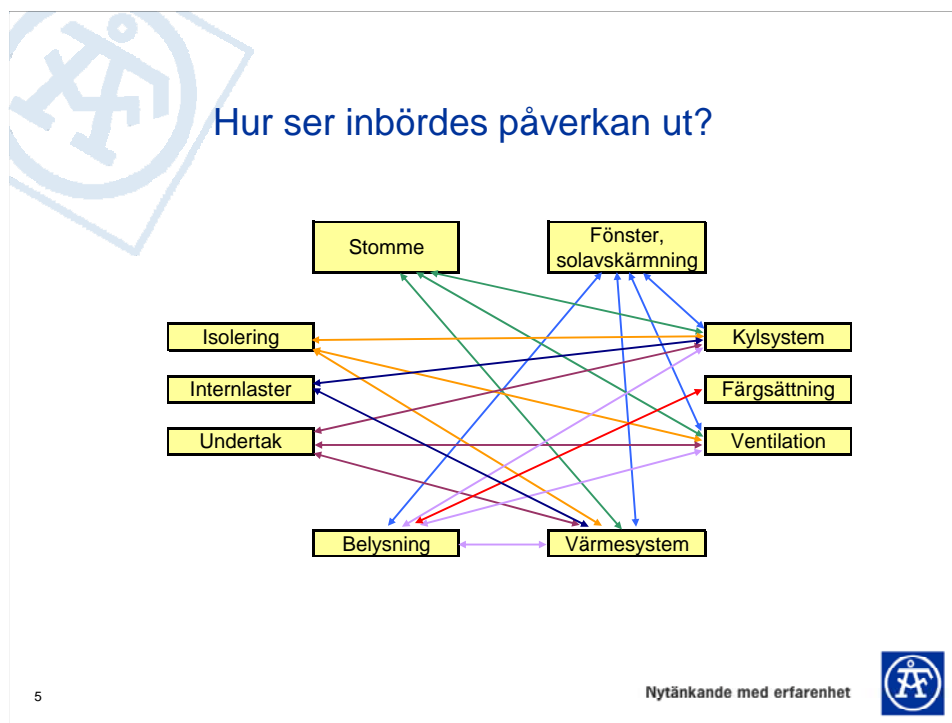 Hur ser inbördes påverkan ut?
Stomme
Fönster,
solavskärmning
Isolering
Kylsystem
Internlaster
Färgsättning
Undertak
Ventilation
Belysning
Värmesystem
5
Nytänkande med erfarenhet
ÅF